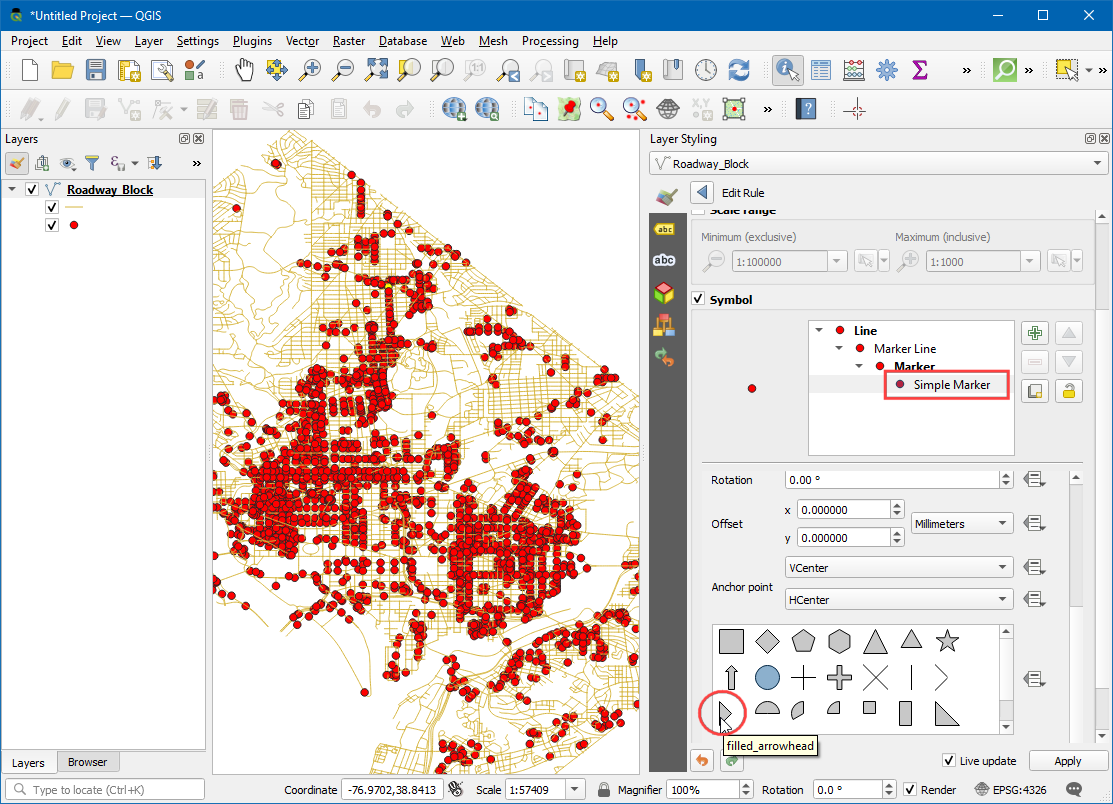 *Untitled Project — QGIS
Project Edit View Layer Settings Plugins Vector Raster Database Web Mesh Processing Help
Layers
Layer Styling
Roadway_Block
Roadway_Block
Edit Rule
Scale range
Minimum (exclusive) Maximum (inclusive)
1:100000 1:1000
Symbol
Line
Marker Line
Marker
Simple Marker
Rotation 0.00 °
Offset x 0.000000 Millimeters
y 0.000000
Anchor point VCenter
HCenter
filled_arrowhead
Live update Apply
Layers Browser
Type to locate (Ctrl+K) Coordinate -76.9702,38.8413 Scale 1:57409 Magnifier 100% Rotation 0.0 ° Render EPSG:4326